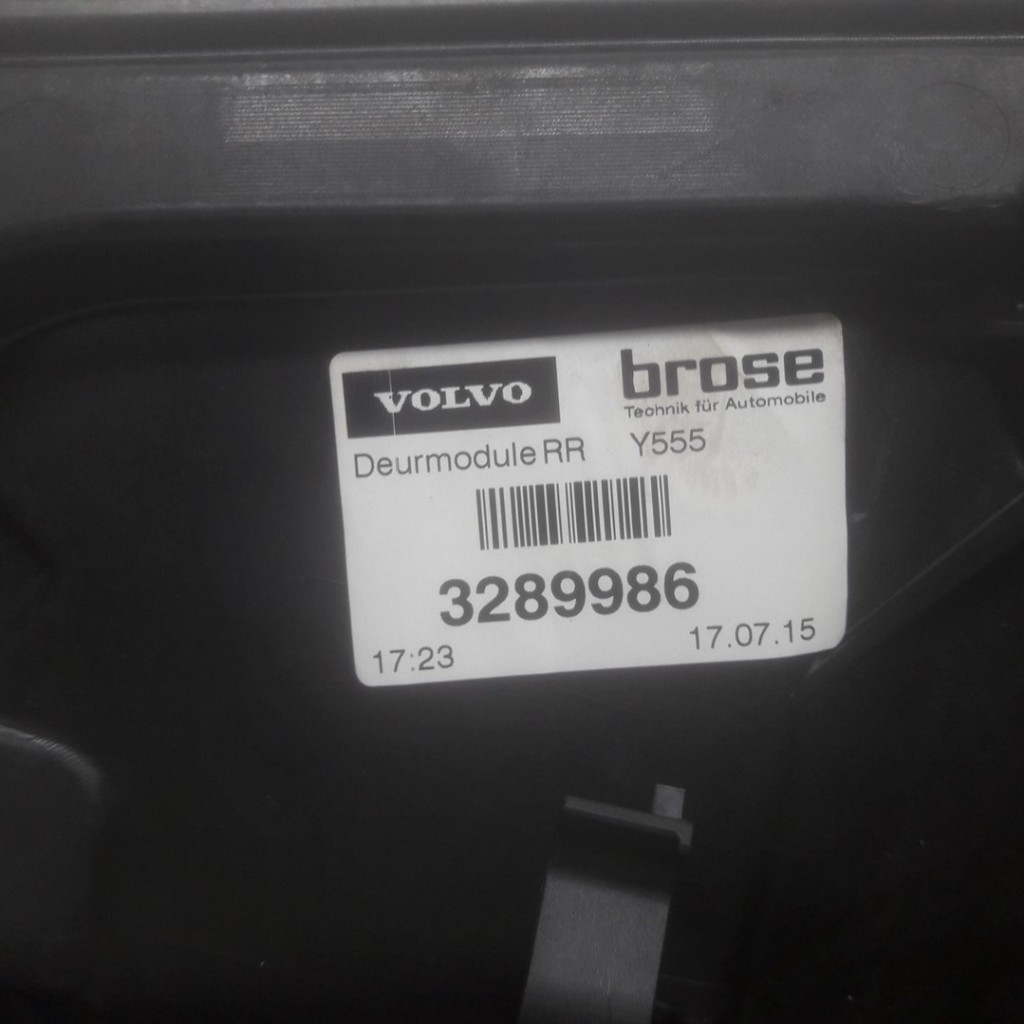 VOLVO
brose
Technik für Automobile
Deurmodule RR Y555
3289986
17:23 17.07.15